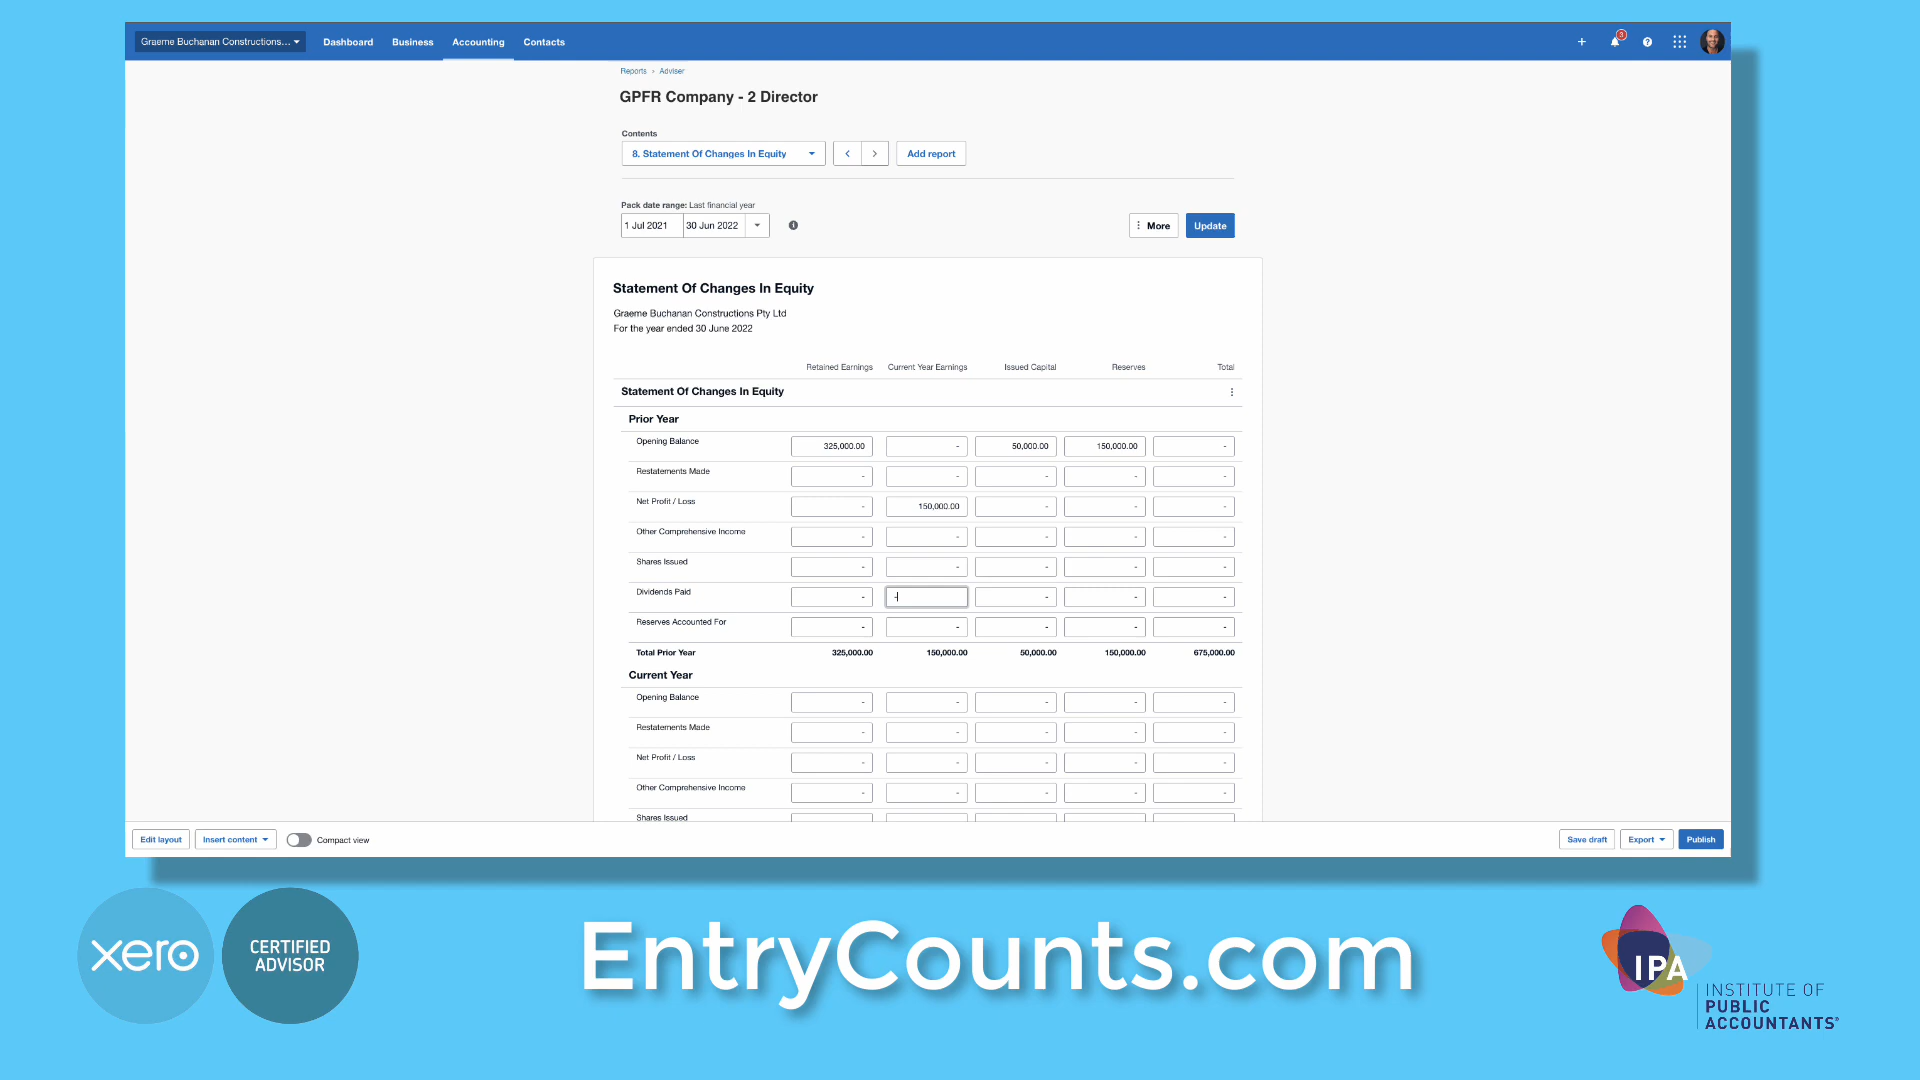 Graeme Buchanan Constructions...
Dashboard
Business
Accounting
Contacts
3
Reports > Adviser
GPFR Company - 2 Director
Contents
8. Statement Of Changes In Equity
Add report
Pack date range: Last financial year
1 Jul 2021
30 Jun 2022
More
Update
Statement Of Changes In Equity
Graeme Buchanan Constructions Pty Ltd
For the year ended 30 June 2022
Retained Earnings Current Year Earnings Issued Capital Reserves Total
Statement Of Changes In Equity
Prior Year
Opening Balance 325,000.00 - 50,000.00 150,000.00 -
Restatements Made - - - - -
Net Profit / Loss - 150,000.00 - - -
Other Comprehensive Income - - - - -
Shares Issued - - - - -
Dividends Paid - - - - -
Reserves Accounted For - - - - -
Total Prior Year 325,000.00 150,000.00 50,000.00 150,000.00 675,000.00
Current Year
Opening Balance - - - - -
Restatements Made - - - - -
Net Profit / Loss - - - - -
Other Comprehensive Income - - - - -
Shares Issued
Edit layout
Insert content
Compact view
Save draft
Export
Publish
xero
CERTIFIED
ADVISOR
EntryCounts.com
IPA
INSTITUTE OF
PUBLIC
ACCOUNTANTS®